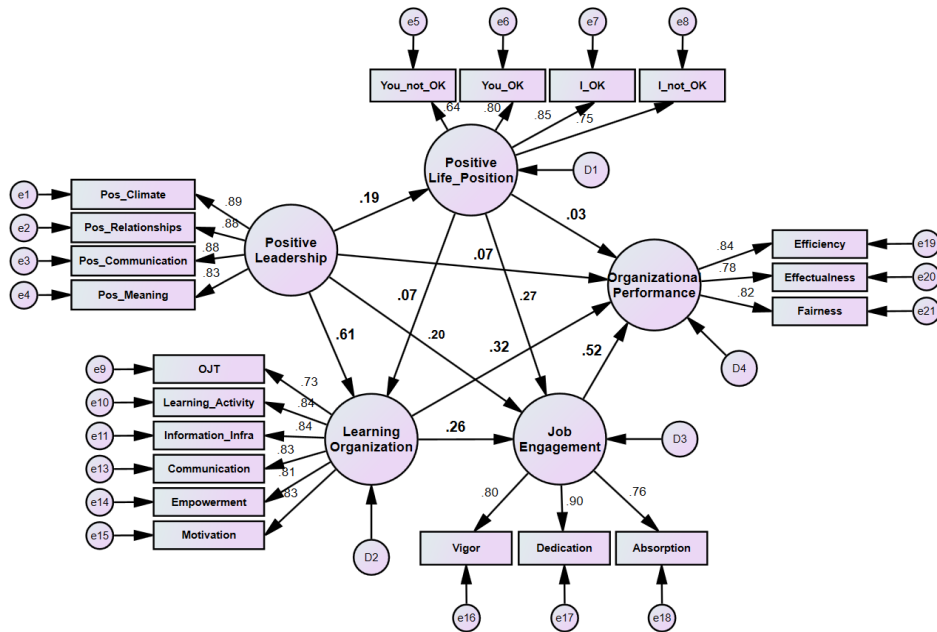 e5
e6
e7
e8
You_not_OK
You_OK
I_OK
I_not_OK
.64
.80
.85
.75
Positive
Life_Position
D1
e1
Pos_Climate
e2
Pos_Relationships
e3
Pos_Communication
e4
Pos_Meaning
.89
.88
.88
.83
Positive
Leadership
.19
.03
.07
.07
.27
.61
.20
.32
.52
.26
Organizational
Performance
.84
.78
.82
Efficiency
e19
Effectualness
e20
Fairness
e21
D4
e9
OJT
e10
Learning_Activity
e11
Information_Infra
e13
Communication
e14
Empowerment
e15
Motivation
.73
.84
.84
.83
.81
.83
Learning
Organization
D2
Job
Engagement
D3
.80
.90
.76
Vigor
Dedication
Absorption
e16
e17
e18